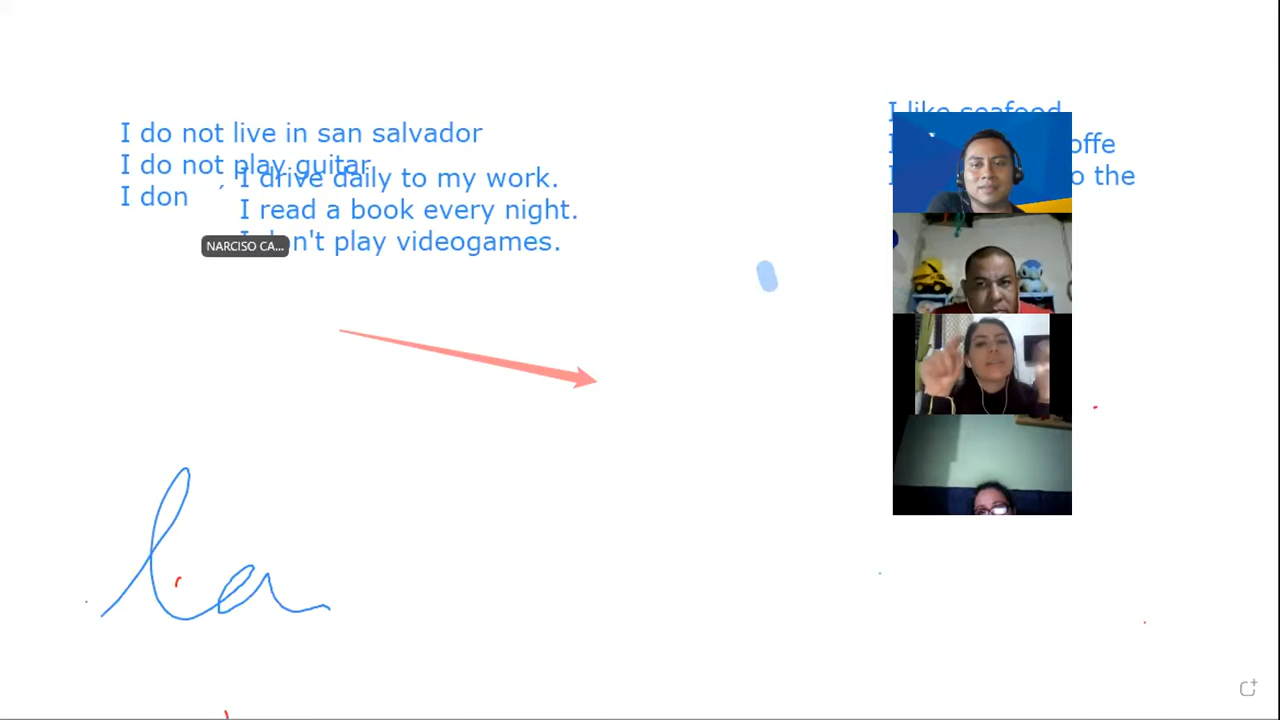 I do not live in san salvador
I do not play guitar
I don ´
I drive daily to my work.
I read a book every night.
n't play videogames.
NARCISO CA...
I like seafood
offe
o the
la